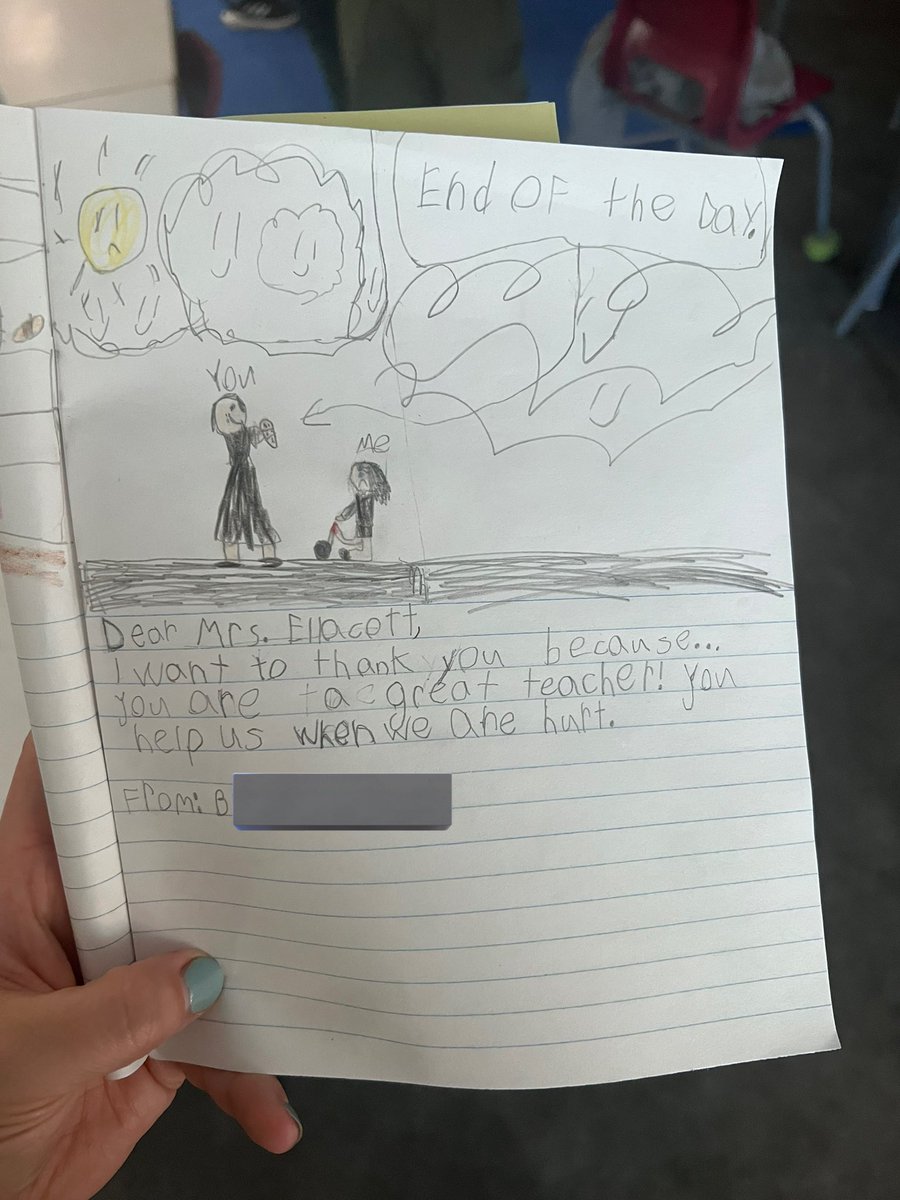 End OF the Day.
You
Me
Dear Mrs. Ellacott,
I want to thank you because...
you are a great teacher! You
help us when we are hurt.
From: B